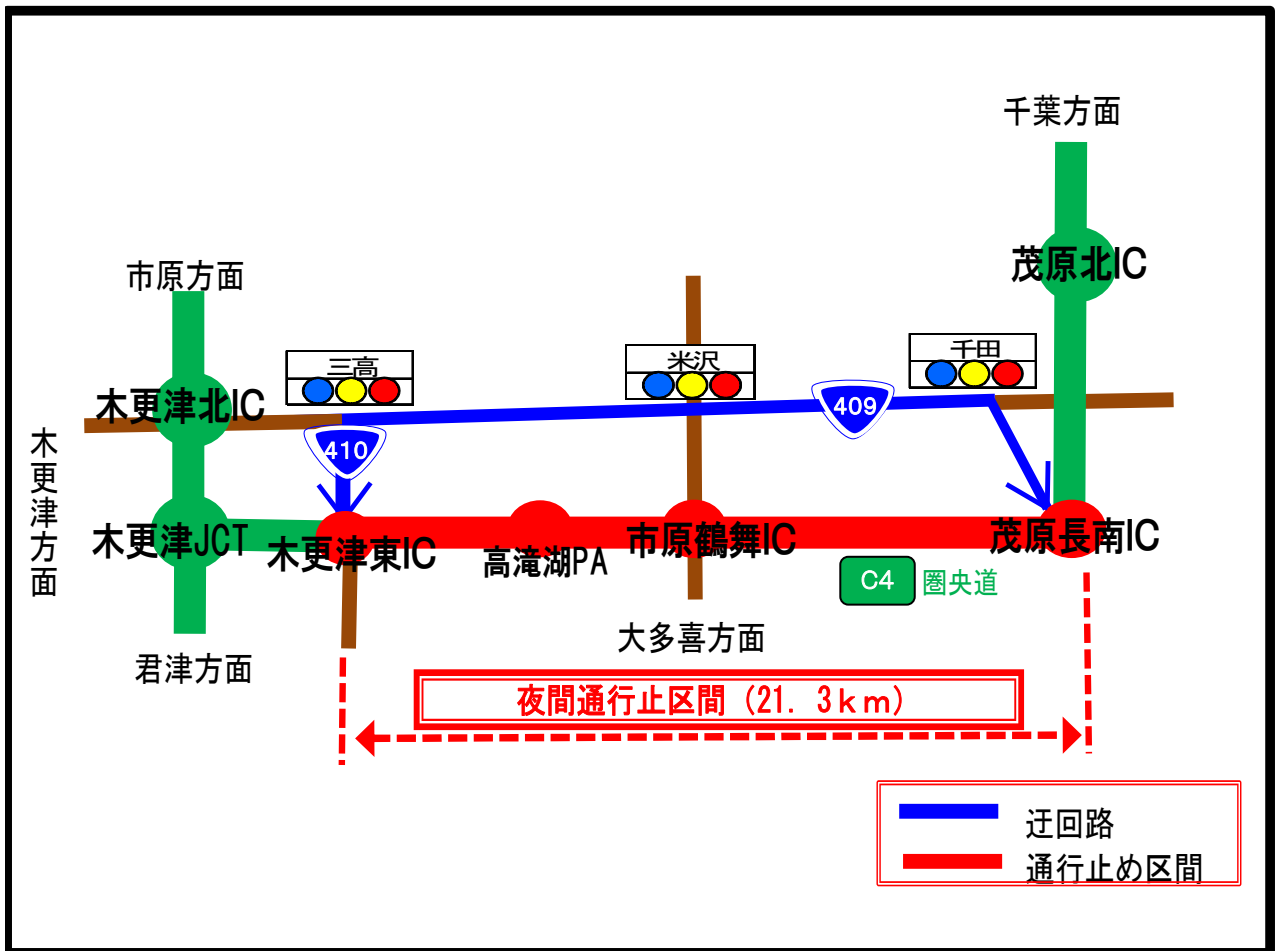 千葉方面
茂原北IC
市原方面
三高
米沢
千田
木更津北IC
409
410
木更津方面
木更津JCT
木更津東IC
高滝湖PA
市原鶴舞IC
茂原長南IC
C4
圏央道
大多喜方面
君津方面
夜間通行止区間（21．3ｋｍ）
迂回路
通行止め区間